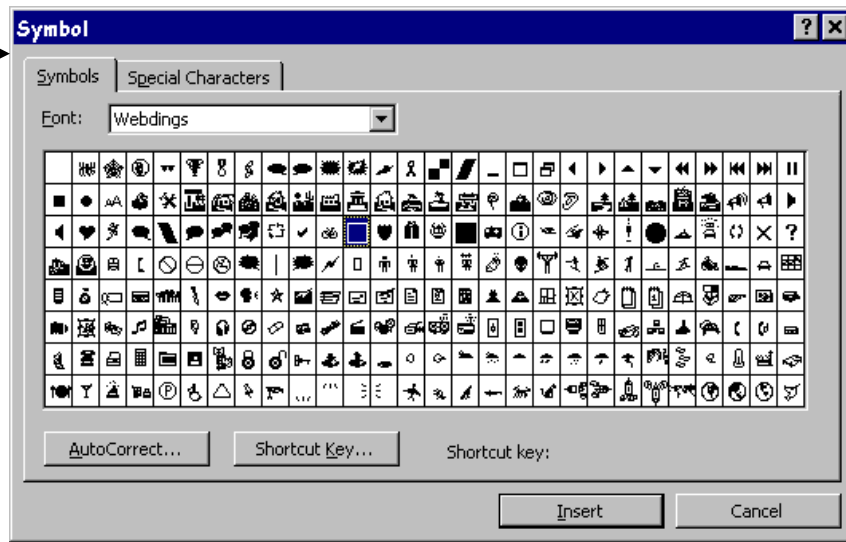 Symbol
Symbols Special Characters
Font: Webdings
AutoCorrect... Shortcut Key... Shortcut key:
Insert Cancel